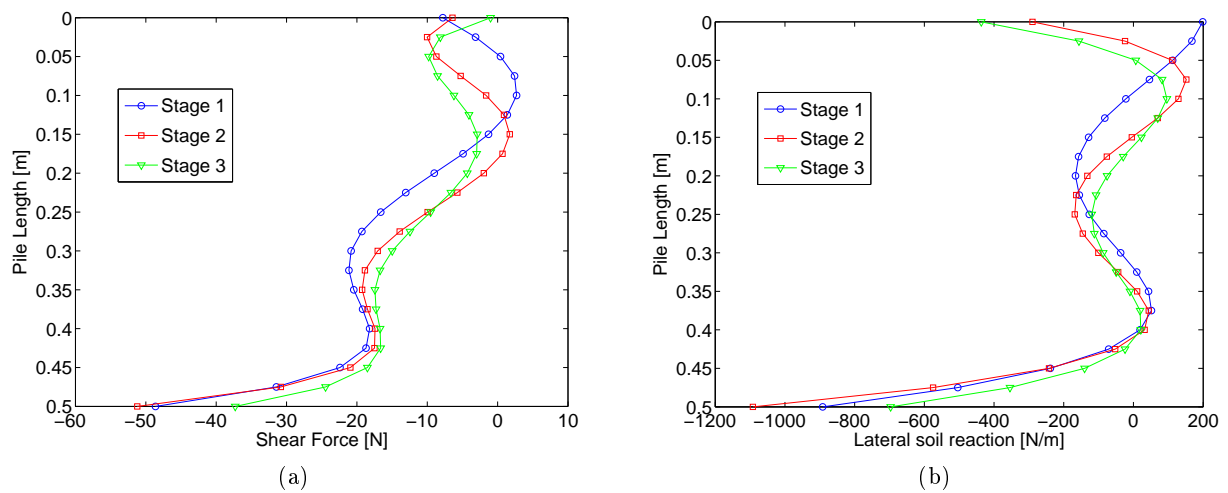 0
0.05
0.1
0.15
0.2
0.25
0.3
0.35
0.4
0.45
0.5
Pile Length [m]
Stage 1
Stage 2
Stage 3
−60 −50 −40 −30 −20 −10 0 10
Shear Force [N]
(a)
0
0.05
0.1
0.15
0.2
0.25
0.3
0.35
0.4
0.45
0.5
Pile Length [m]
Stage 1
Stage 2
Stage 3
−1200 −1000 −800 −600 −400 −200 0 200
Lateral soil reaction [N/m]
(b)